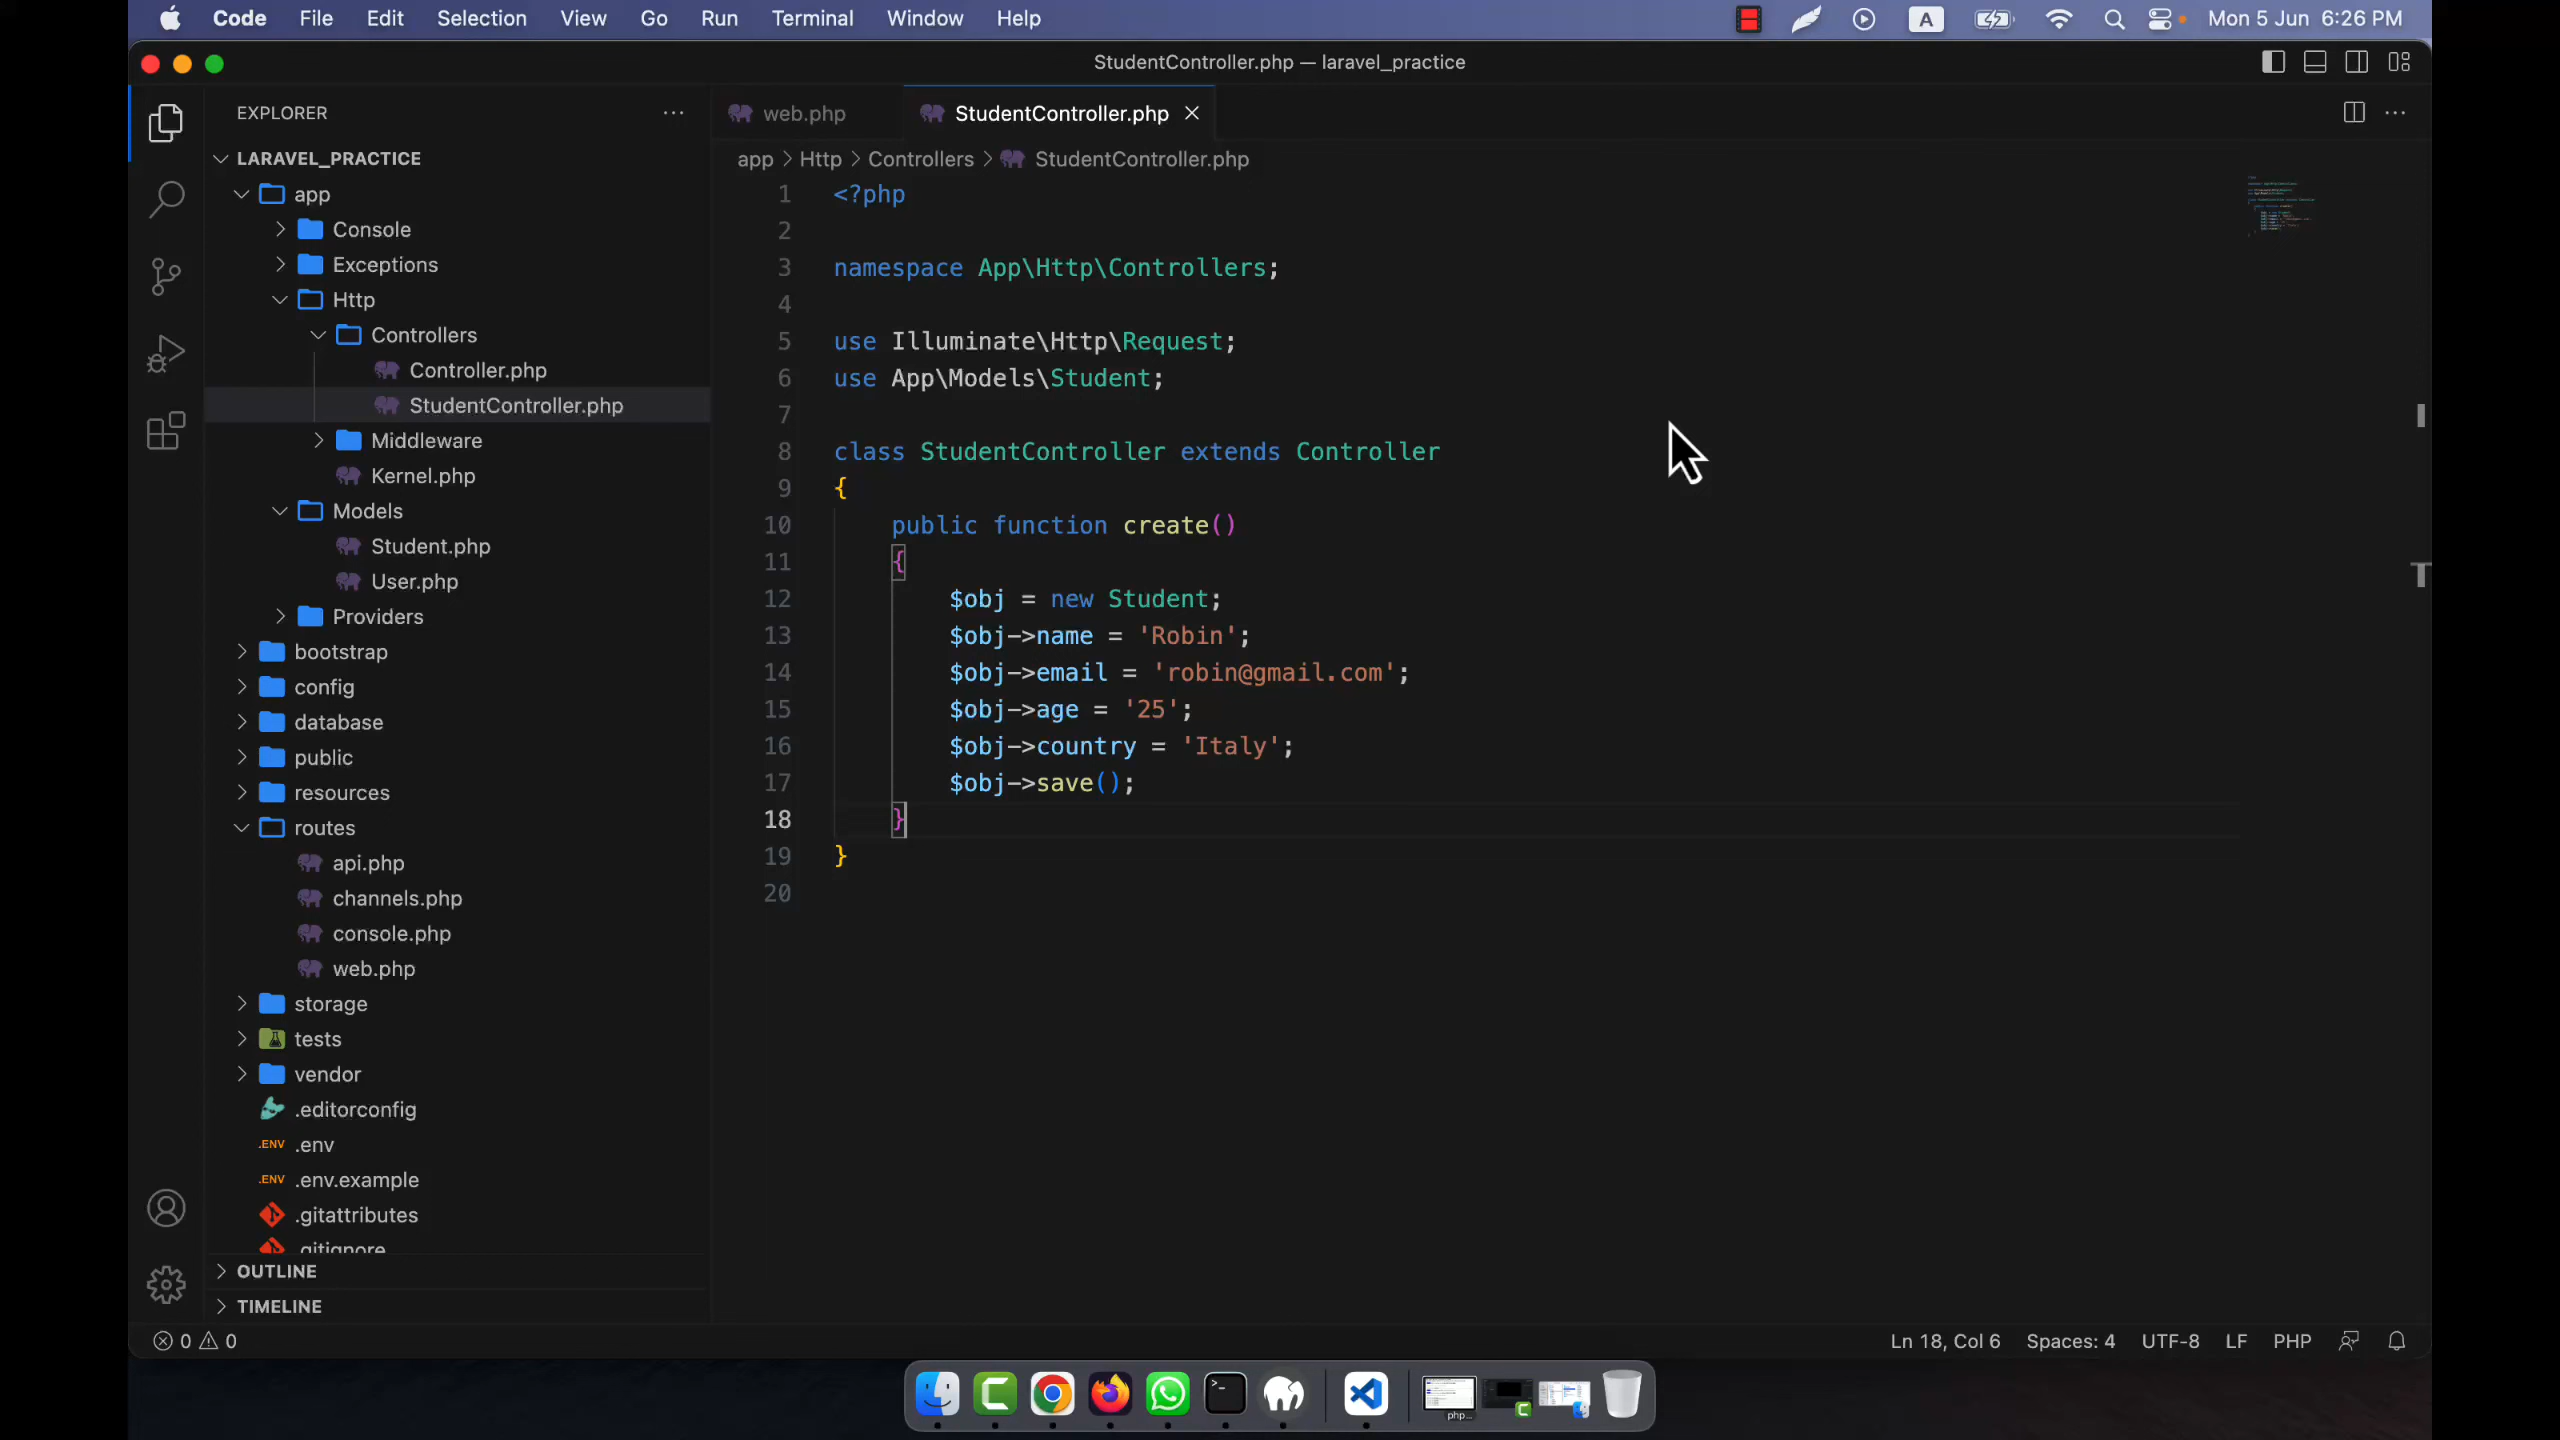 Code File Edit Selection View Go Run Terminal Window Help A Mon 5 Jun 6:26 PM
StudentController.php — laravel_practice
EXPLORER
LARAVEL_PRACTICE
app
Console
Exceptions
Http
Controllers
Controller.php
StudentController.php
Middleware
Kernel.php
Models
Student.php
User.php
Providers
bootstrap
config
database
public
resources
routes
api.php
channels.php
console.php
web.php
storage
tests
vendor
.editorconfig
.ENV .env
.ENV .env.example
.gitattributes
.gitignore
OUTLINE
TIMELINE
web.php StudentController.php
app > Http > Controllers > StudentController.php
1 <?php
2
3 namespace App\Http\Controllers;
4
5 use Illuminate\Http\Request;
6 use App\Models\Student;
7
8 class StudentController extends Controller
9 {
10 public function create()
11 {
12 $obj = new Student;
13 $obj->name = 'Robin';
14 $obj->email = 'robin@gmail.com';
15 $obj->age = '25';
16 $obj->country = 'Italy';
17 $obj->save();
18 }
19 }
20
0 0 Ln 18, Col 6 Spaces: 4 UTF-8 LF PHP
php...